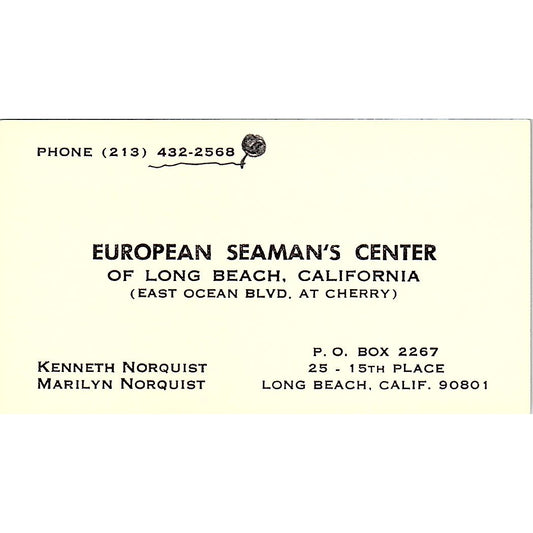 PHONE (213) 432-2568
EUROPEAN SEAMAN'S CENTER
OF LONG BEACH, CALIFORNIA
(EAST OCEAN BLVD. AT CHERRY)
KENNETH NORQUIST
MARILYN NORQUIST
P. O. BOX 2267
25 - 15TH PLACE
LONG BEACH, CALIF. 90801